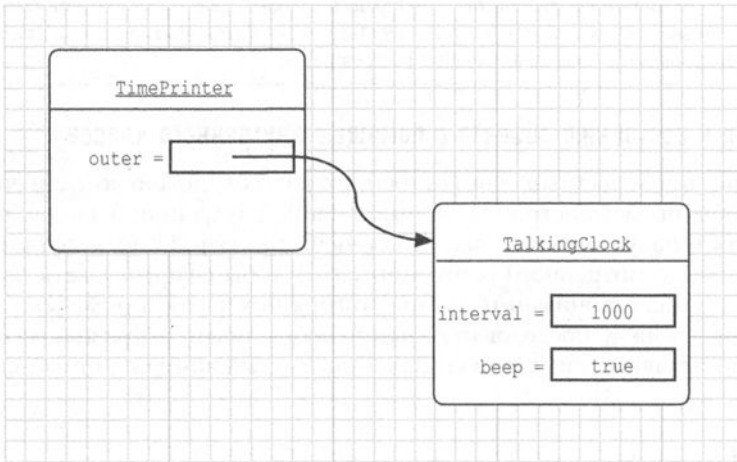 TimePrinter
outer =
TalkingClock
interval = 1000
beep = true